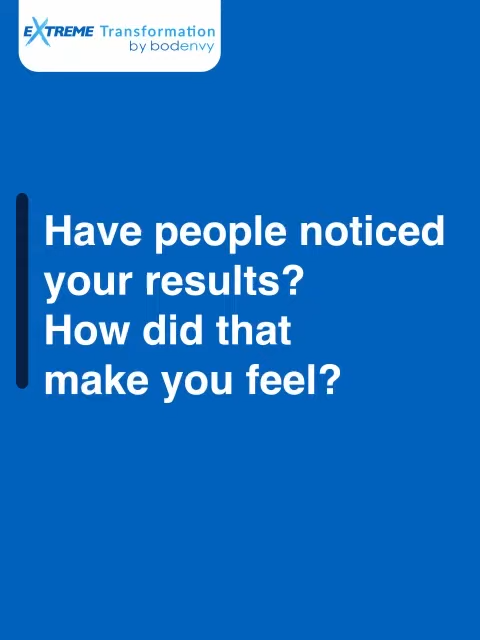 EXTREME Transformation
by bodenvy
Have people noticed
your results?
How did that
make you feel?